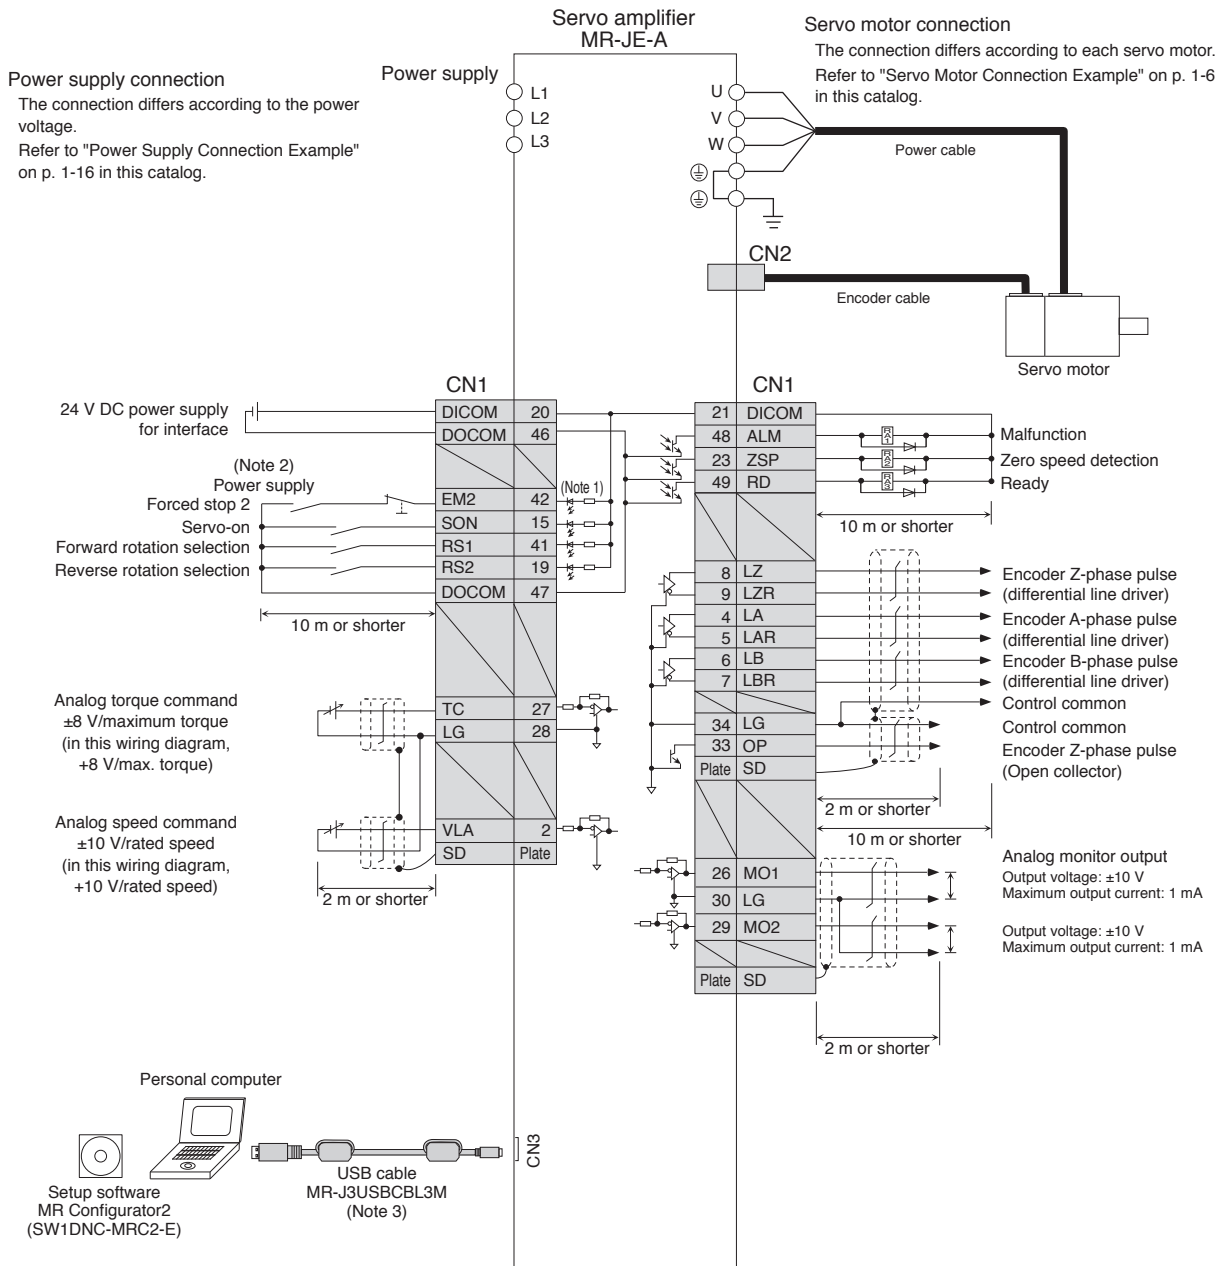 Servo amplifier
MR-JE-A
Power supply connection
The connection differs according to the power
voltage.
Refer to "Power Supply Connection Example"
on p. 1-16 in this catalog.
Power supply
L1
L2
L3
U
V
W
Servo motor connection
The connection differs according to each servo motor.
Refer to "Servo Motor Connection Example" on p. 1-6
in this catalog.
Power cable
CN2
Encoder cable
Servo motor
CN1
24 V DC power supply
for interface
DICOM 20
DOCOM 46
(Note 2)
Power supply
Forced stop 2
EM2 42
(Note 1)
Servo-on
SON 15
Forward rotation selection
RS1 41
Reverse rotation selection
RS2 19
DOCOM 47
10 m or shorter
Analog torque command
±8 V/maximum torque
(in this wiring diagram,
+8 V/max. torque)
TC 27
LG 28
Analog speed command
±10 V/rated speed
(in this wiring diagram,
+10 V/rated speed)
VLA 2
SD Plate
2 m or shorter
CN1
21 DICOM
48 ALM
RA1
Malfunction
23 ZSP
RA2
Zero speed detection
49 RD
RA3
Ready
10 m or shorter
8 LZ
Encoder Z-phase pulse
9 LZR
(differential line driver)
4 LA
Encoder A-phase pulse
5 LAR
(differential line driver)
6 LB
Encoder B-phase pulse
7 LBR
(differential line driver)
Control common
34 LG
Control common
33 OP
Encoder Z-phase pulse
(Open collector)
Plate SD
2 m or shorter
10 m or shorter
Analog monitor output
26 MO1
Output voltage: ±10 V
Maximum output current: 1 mA
30 LG
29 MO2
Output voltage: ±10 V
Maximum output current: 1 mA
Plate SD
2 m or shorter
Personal computer
CN3
Setup software
MR Configurator2
(SW1DNC-MRC2-E)
USB cable
MR-J3USBCBL3M
(Note 3)